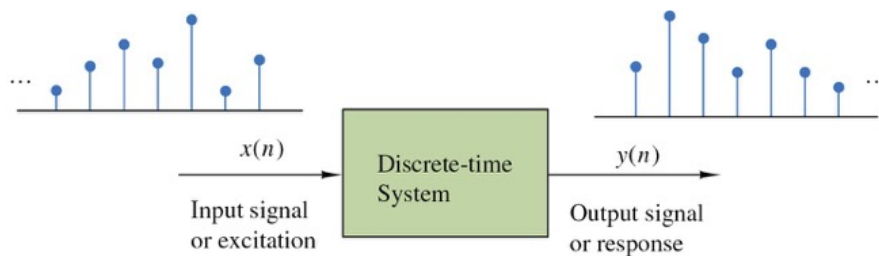 ...
x(n)
Input signal
or excitation
Discrete-time
System
y(n)
Output signal
or response
..